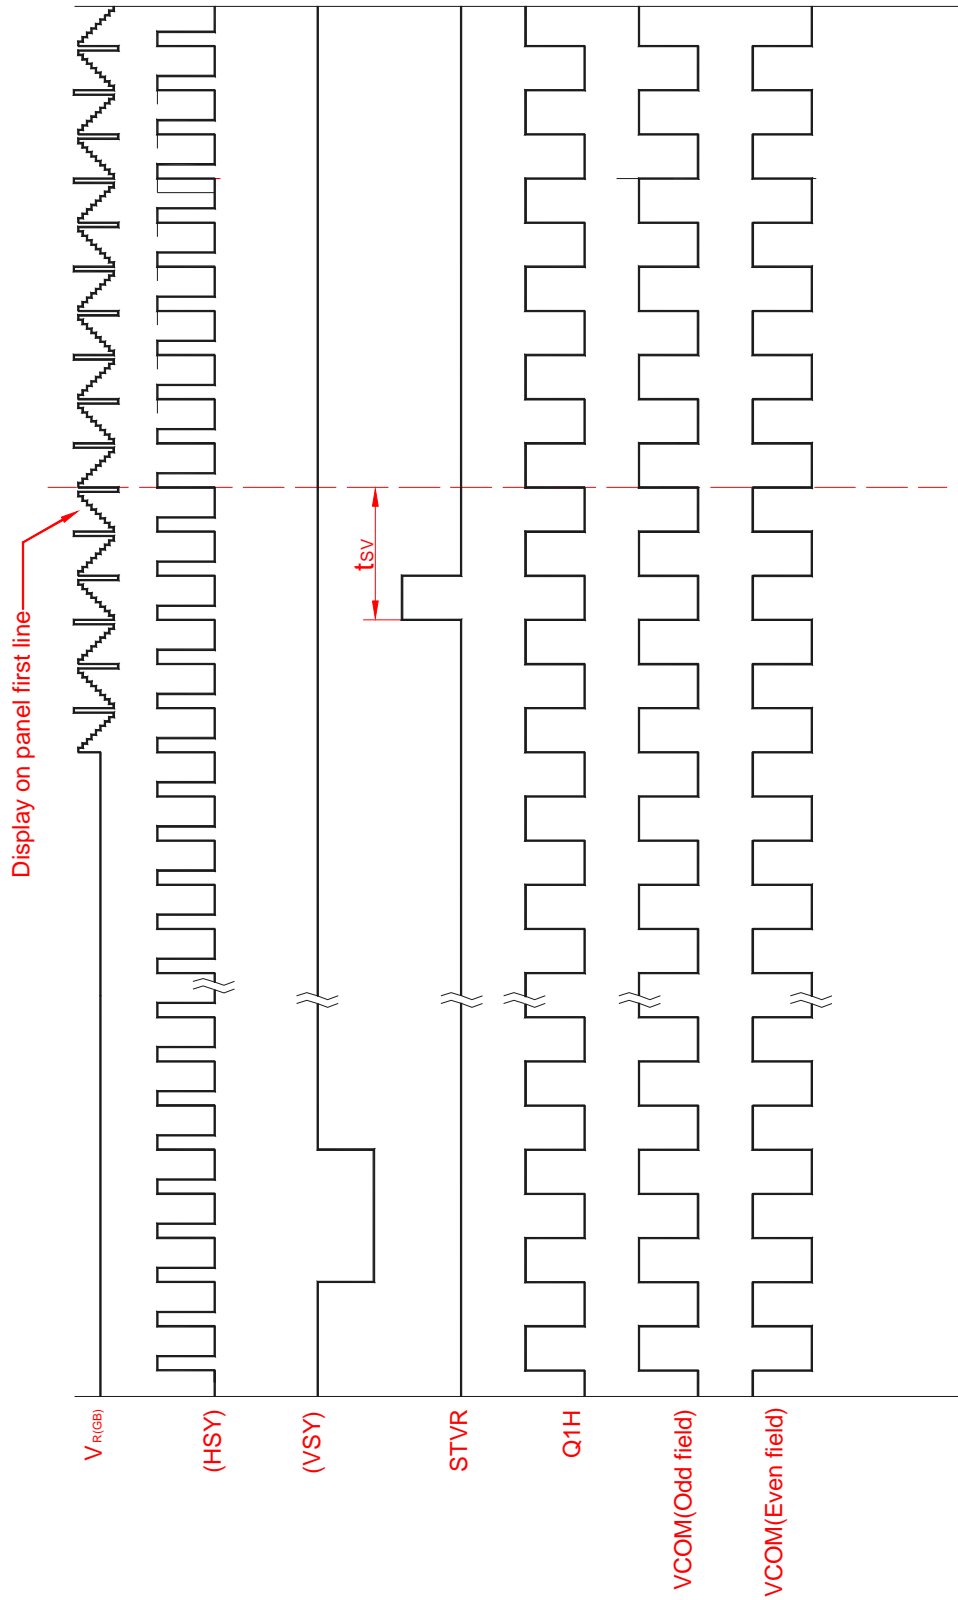 Display on panel first line
tsv
VR(GB)
(HSY)
(VSY)
STVR
Q1H
VCOM(Odd field)
VCOM(Even field)